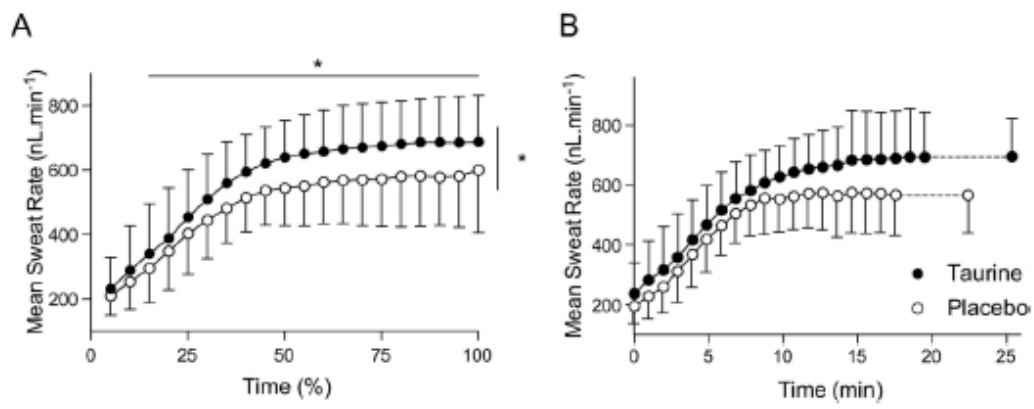 A
*
Mean Sweat Rate (nL.min⁻¹)
800
600
400
200
*
0
25
50
75
100
Time (%)
B
Mean Sweat Rate (nL.min⁻¹)
800
600
400
200
Taurine
Placebo
0
5
10
15
20
25
Time (min)